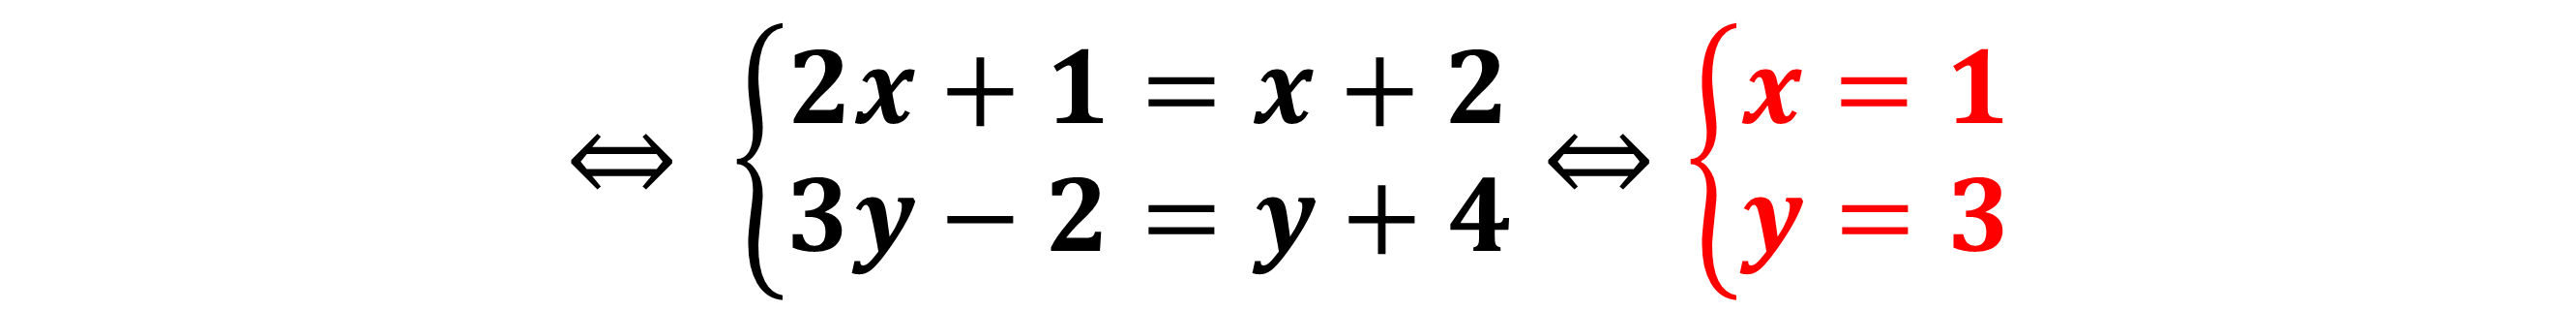 ⇔ {2x + 1 = x + 2
3y − 2 = y + 4 ⇔ {x = 1
y = 3